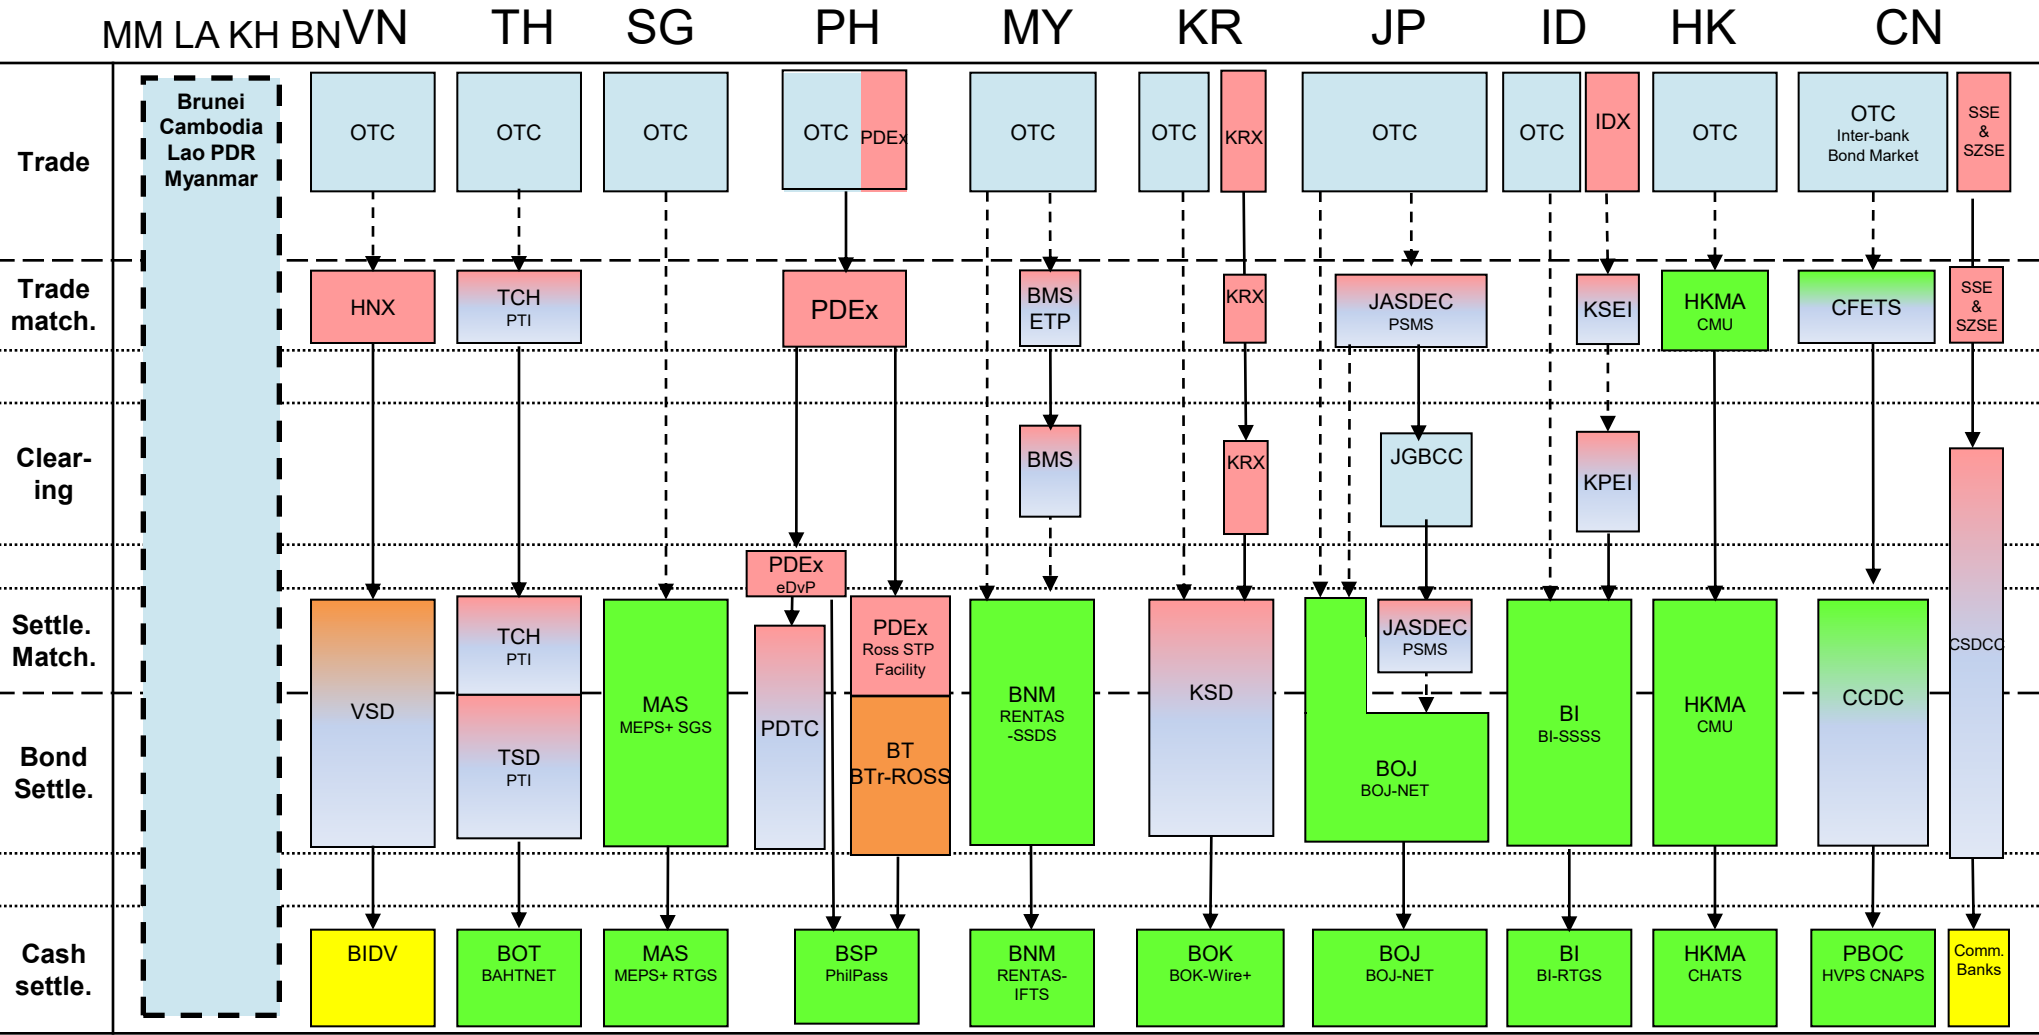 MM LA KH BN VN TH SG PH MY KR JP ID HK CN
Trade
Brunei
Cambodia
Lao PDR
Myanmar
OTC
OTC
OTC
OTC
PDEx
OTC
OTC
KRX
OTC
OTC
IDX
OTC
OTC
Inter-bank
Bond Market
SSE
&
SZSE
Trade
match.
HNX
TCH
PTI
PDEx
BMS
ETP
KRX
JASDEC
PSMS
KSEI
HKMA
CMU
CFETS
SSE
&
SZSE
Clear-
ing
BMS
KRX
JGBCC
KPEI
PDEx
eDvP
Settle.
Match.
TCH
PTI
PDEx
Ross STP
Facility
JASDEC
PSMS
CSDCC
Bond
Settle.
VSD
TSD
PTI
MAS
MEPS+ SGS
PDTC
BT
BTr-ROSS
BNM
RENTAS
-SSDS
KSD
BOJ
BOJ-NET
BI
BI-SSSS
HKMA
CMU
CCDC
Cash
settle.
BIDV
BOT
BAHTNET
MAS
MEPS+ RTGS
BSP
PhilPass
BNM
RENTAS-
IFTS
BOK
BOK-Wire+
BOJ
BOJ-NET
BI
BI-RTGS
HKMA
CHATS
PBOC
HVPS CNAPS
Comm.
Banks